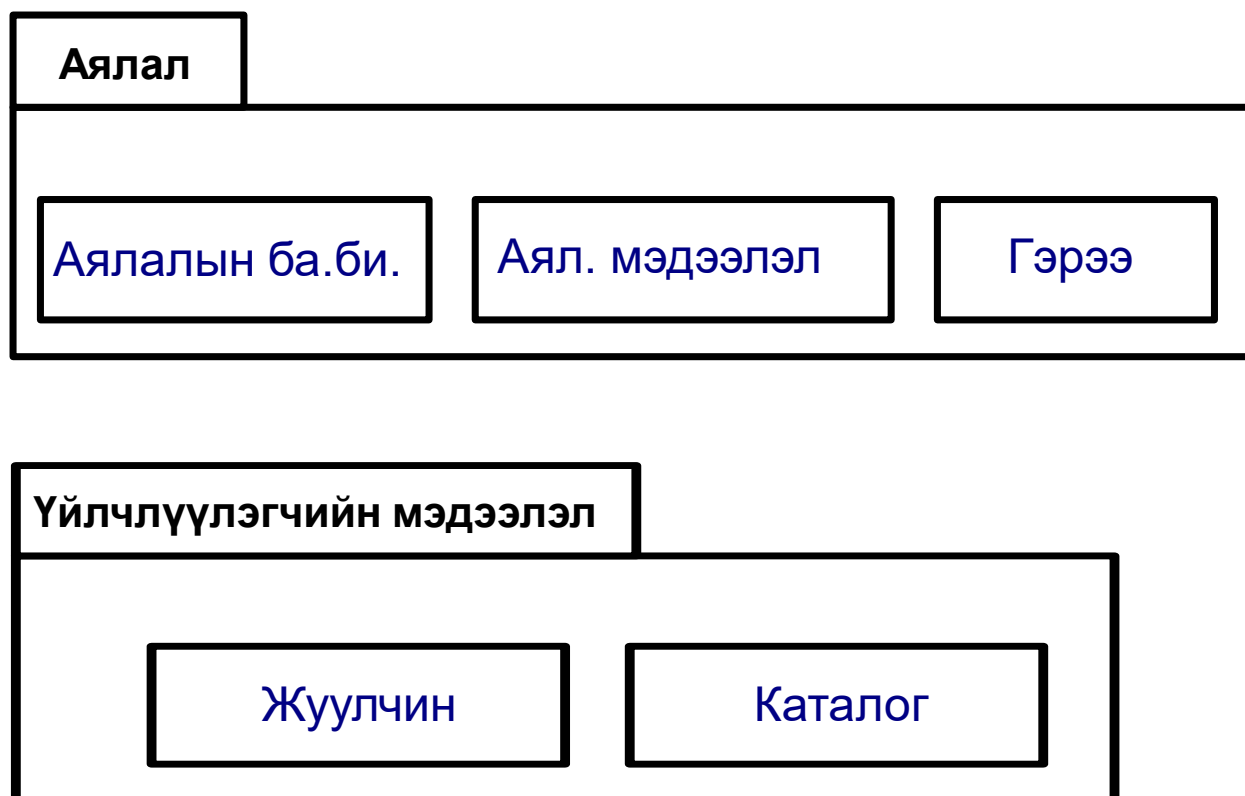 Аялал
Аялалын ба.би.
Аял. мэдээлэл
Гэрээ
Үйлчлүүлэгчийн мэдээлэл
Жуулчин
Каталог